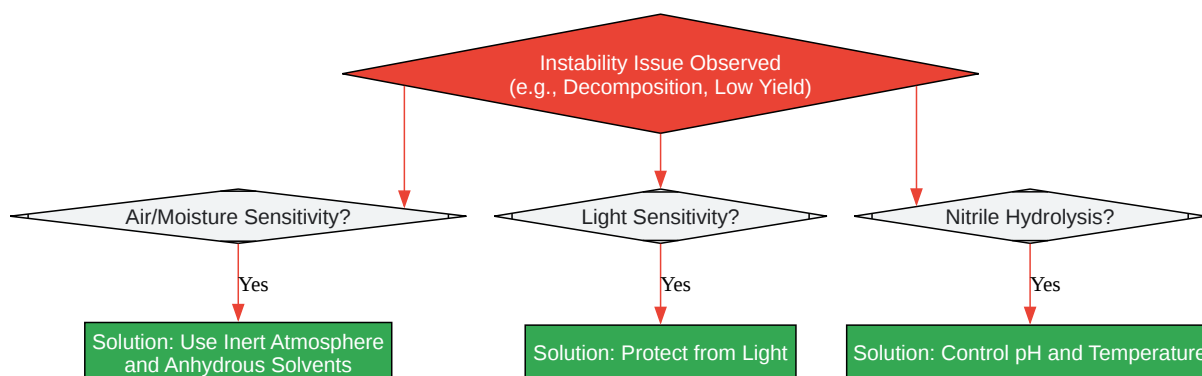 Instability Issue Observed
(e.g., Decomposition, Low Yield)
Air/Moisture Sensitivity?
Light Sensitivity?
Nitrile Hydrolysis?
Yes
Yes
Yes
Solution: Use Inert Atmosphere
and Anhydrous Solvents
Solution: Protect from Light
Solution: Control pH and Temperature